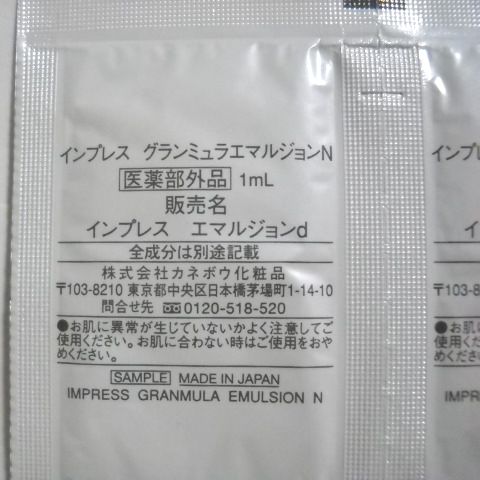 インプレス グランミュラエマルジョンN
医薬部外品 1mL
販売名
インプレス エマルジョンd
全成分は別途記載
株式会社カネボウ化粧品
〒103-8210 東京都中央区日本橋茅場町1-14-10
問合せ先 0120-518-520
●お肌に異常が生じていないかよく注意してご
使用ください。お肌に合わない時はご使用をおや
めください。
SAMPLE MADE IN JAPAN
IMPRESS GRANMULA EMULSION N
インプレ
イ
〒103-8
●お肌に
使用くだ
めくださ
IMPR